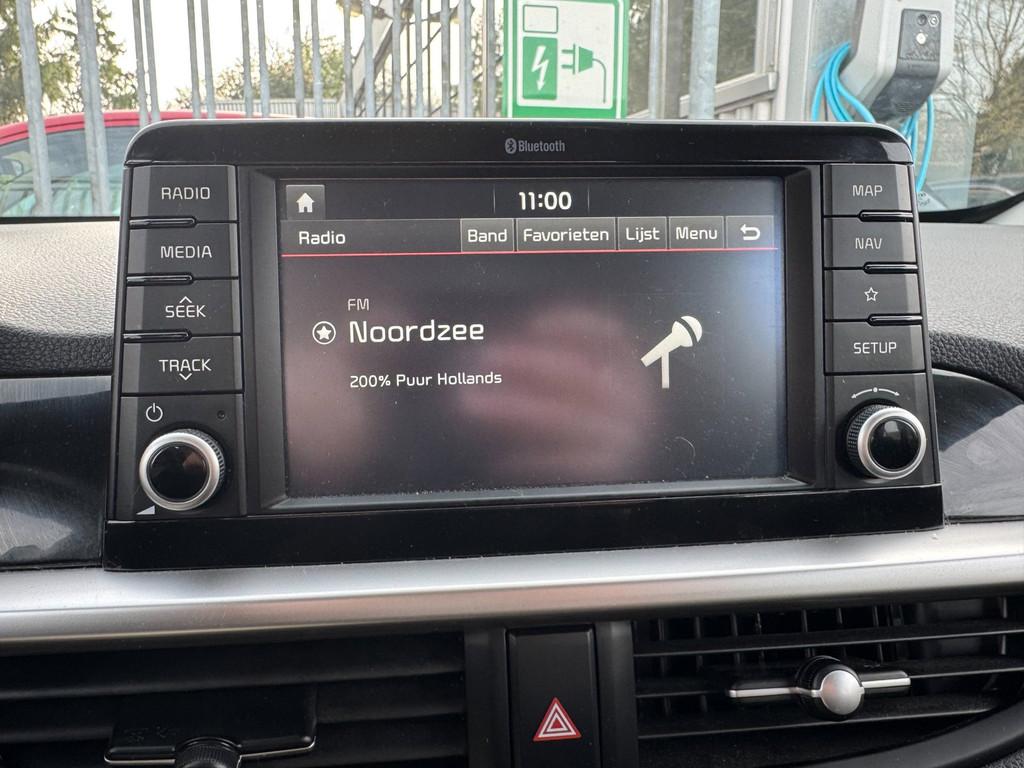 Bluetooth
RADIO
MEDIA
SEEK
TRACK
11:00
Radio Band Favorieten Lijst Menu
FM
Noordzee
200% Puur Hollands
MAP
NAV
SETUP